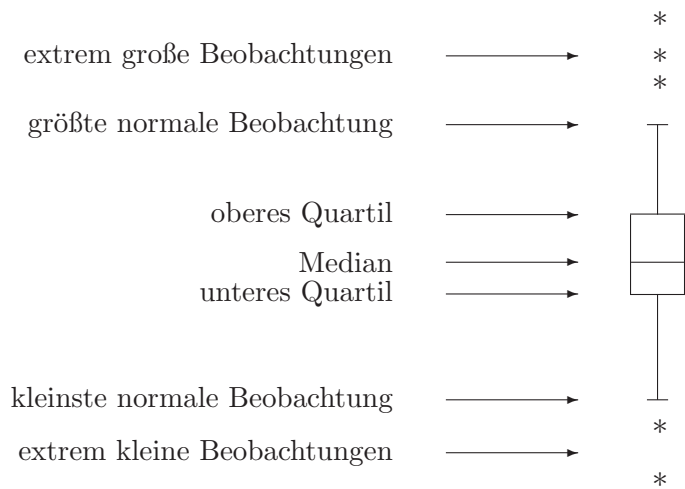 extrem große Beobachtungen
größte normale Beobachtung
oberes Quartil
Median
unteres Quartil
kleinste normale Beobachtung
extrem kleine Beobachtungen